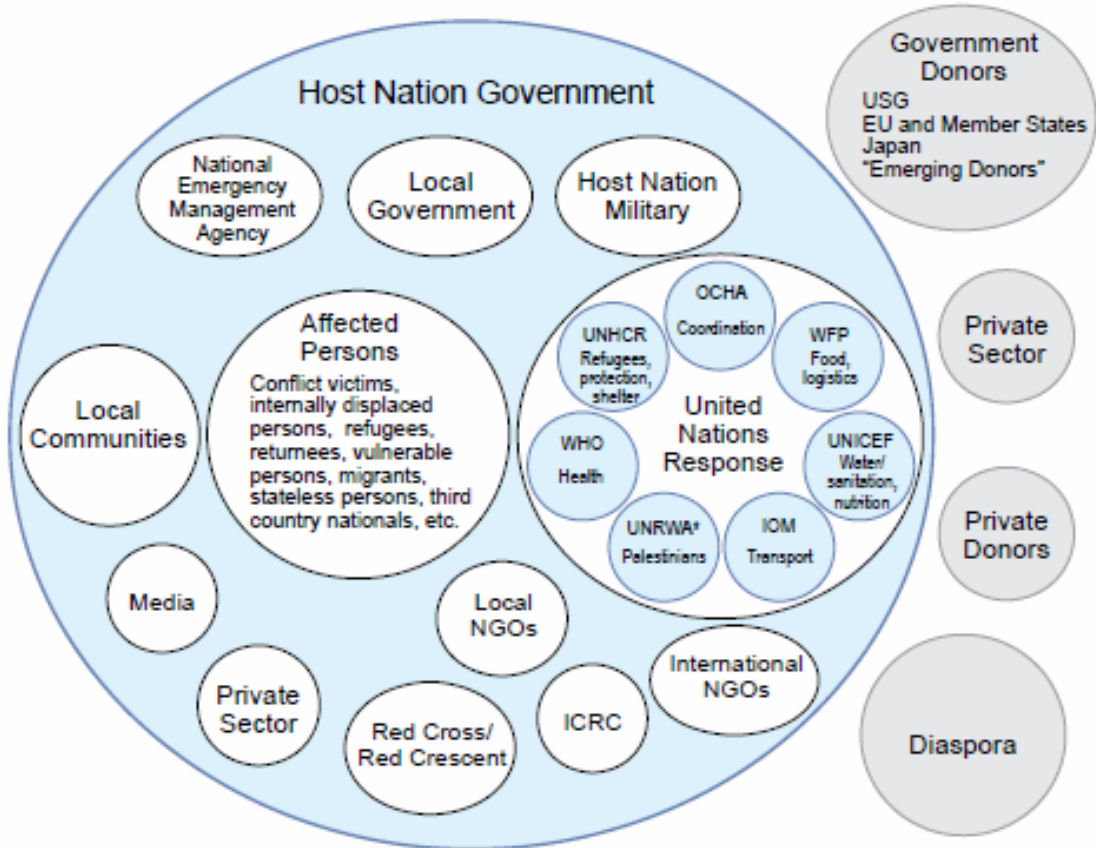 Host Nation Government
National
Emergency
Management
Agency
Local
Government
Host Nation
Military
Government
Donors
USG
EU and Member States
Japan
"Emerging Donors"
Affected
Persons
Conflict victims,
internally displaced
persons, refugees,
returnees, vulnerable
persons, migrants,
stateless persons, third
country nationals, etc.
Local
Communities
OCHA
Coordination
UNHCR
Refugees,
protection,
shelter
WFP
Food,
logistics
United
Nations
Response
WHO
Health
UNICEF
Water/
sanitation,
nutrition
UNRWA*
Palestinians
IOM
Transport
Private
Sector
Private
Donors
Media
Local
NGOs
International
NGOs
Private
Sector
Red Cross/
Red Crescent
ICRC
Diaspora